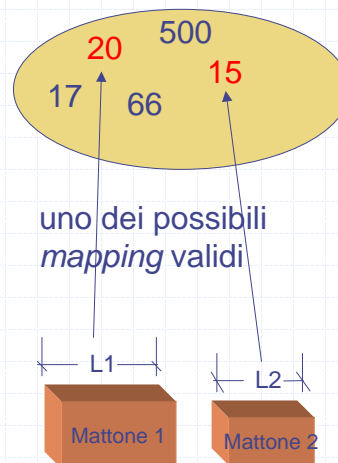 500
20
15
17
66
uno dei possibili
mapping validi
L1
L2
Mattone 1
Mattone 2